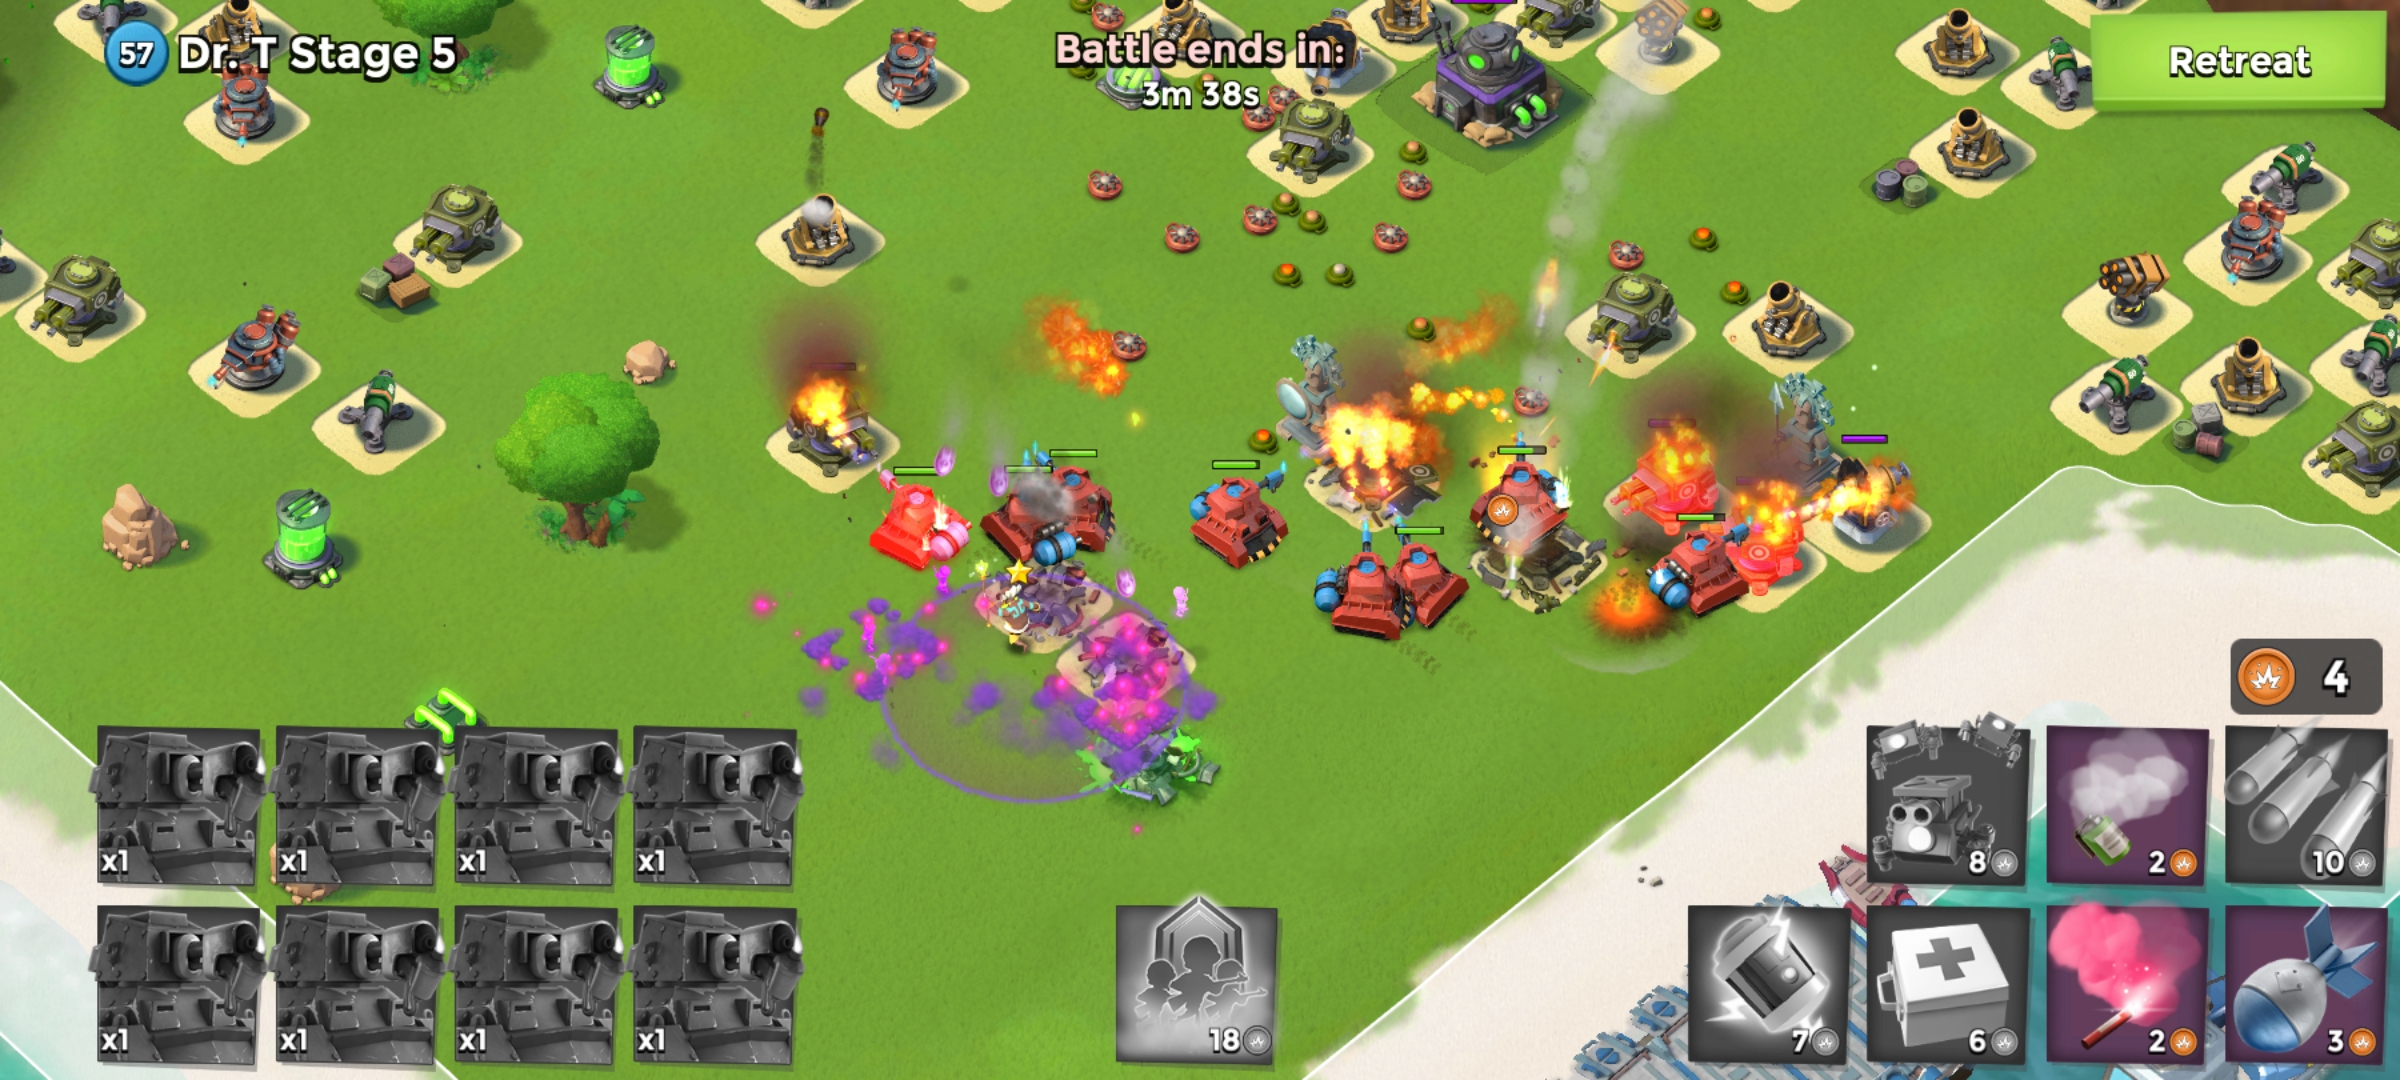 57 Dr. T Stage 5
Battle ends in:
3m 38s
Retreat
4
x1 x1 x1 x1
8 2 10
x1 x1 x1 x1
18 7 6 2 3